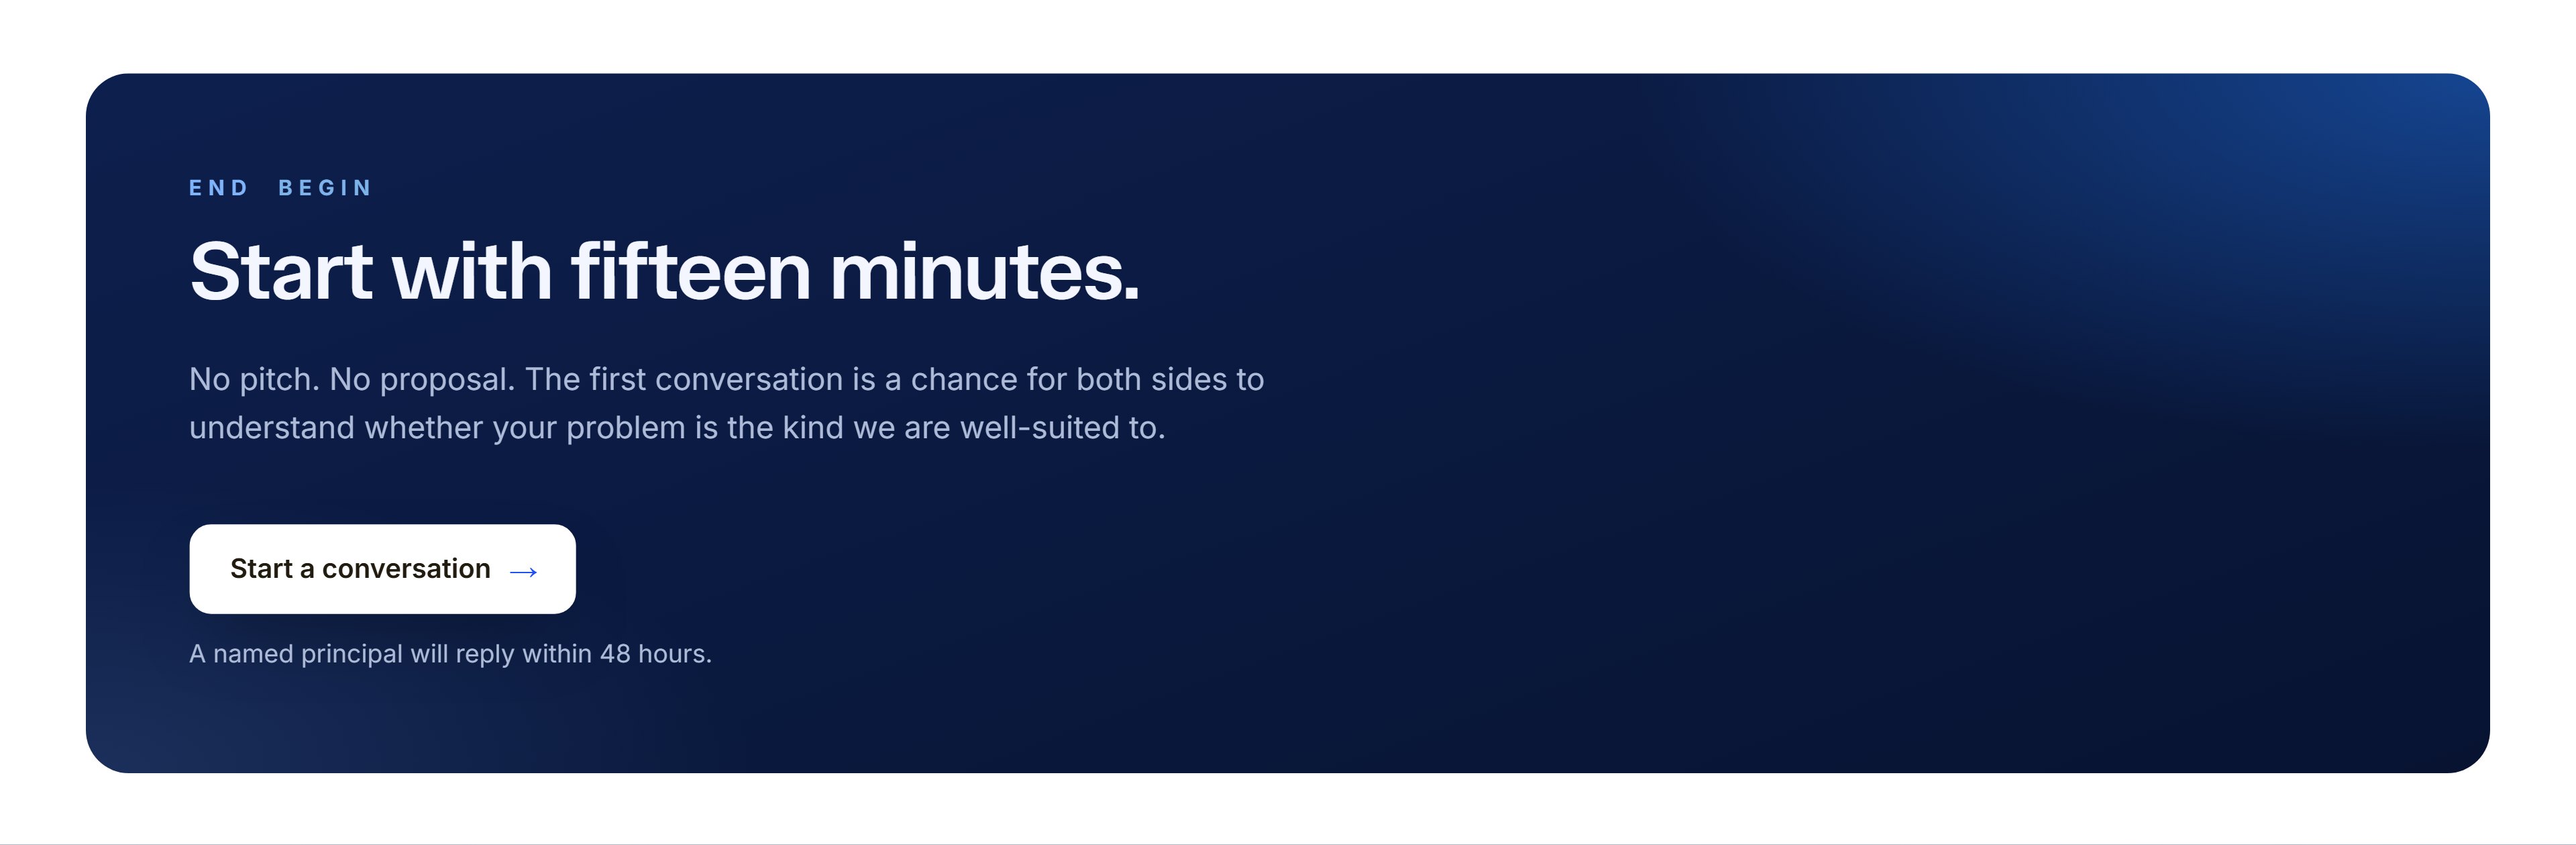 END BEGIN
Start with fifteen minutes.
No pitch. No proposal. The first conversation is a chance for both sides to
understand whether your problem is the kind we are well-suited to.
Start a conversation →
A named principal will reply within 48 hours.